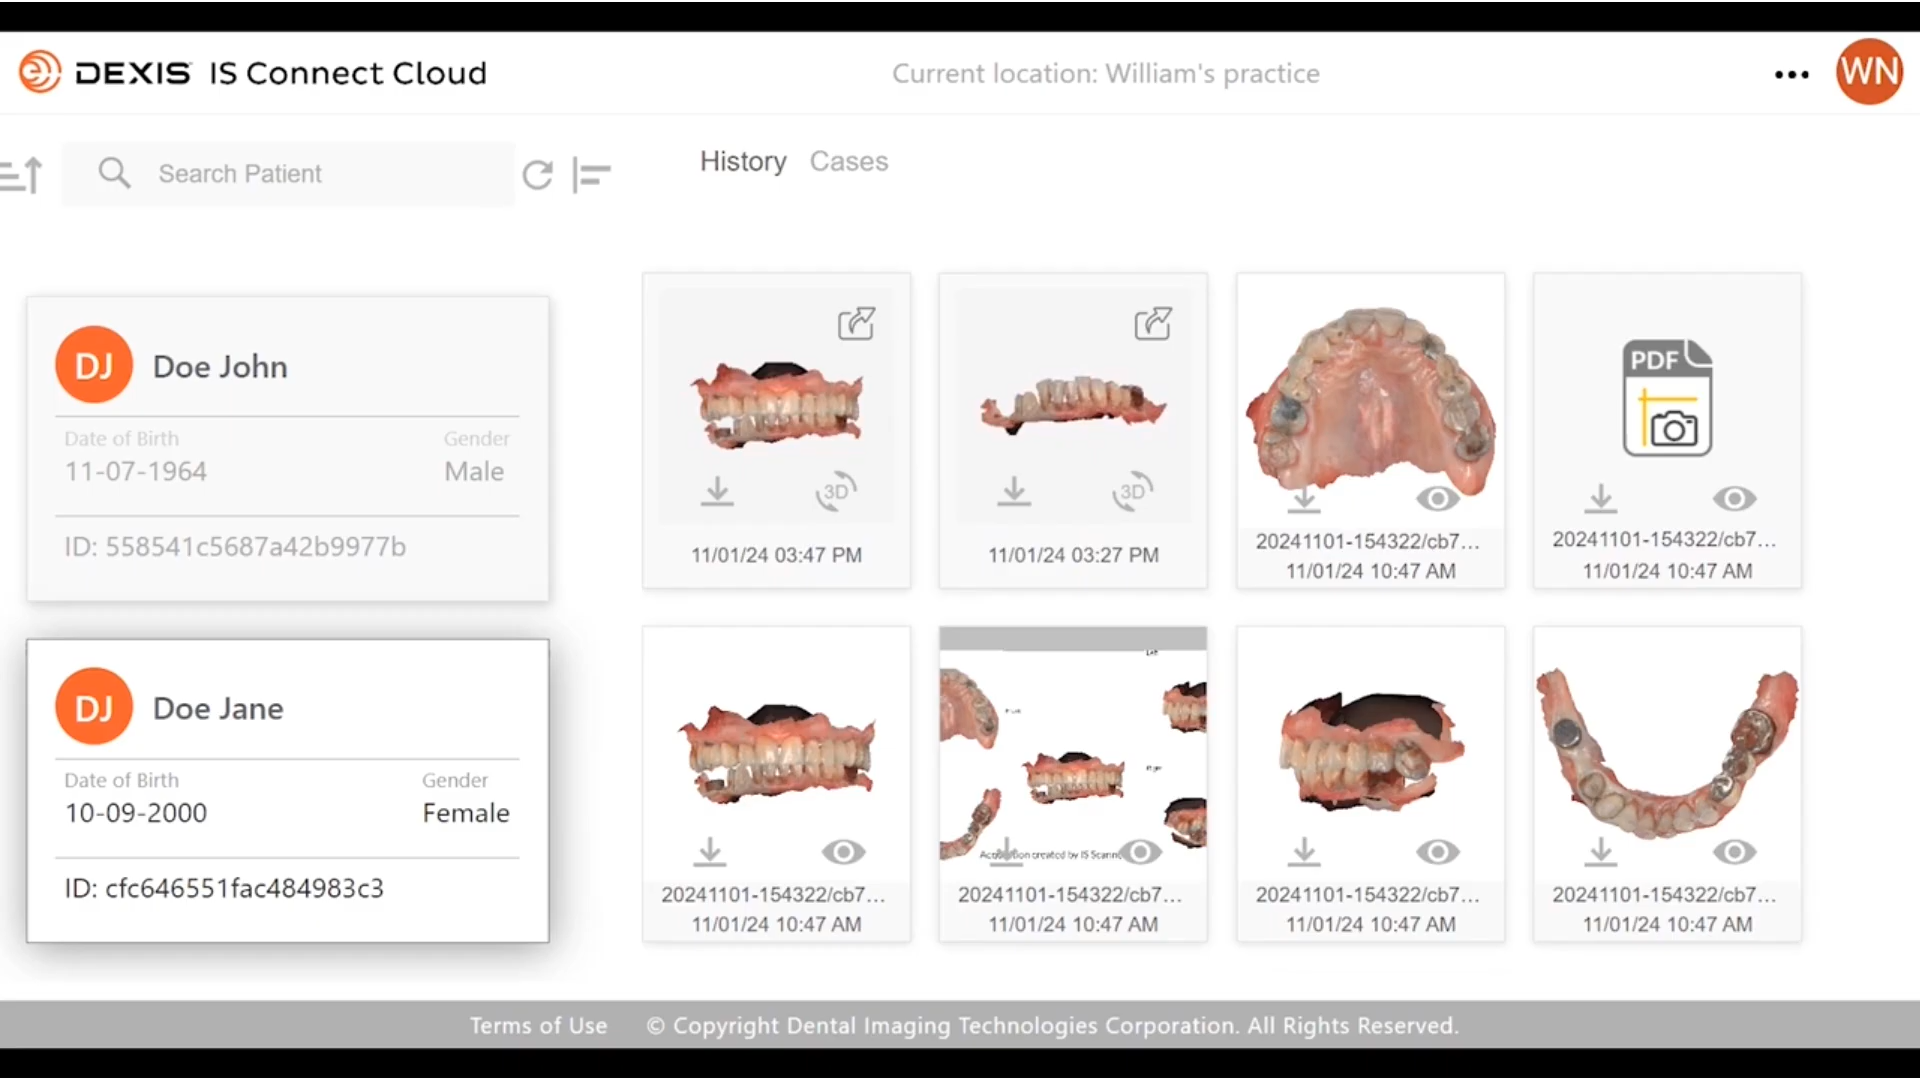 DEXIS IS Connect Cloud
Current location: William's practice
WN
Search Patient
History Cases
DJ Doe John
Date of Birth Gender
11-07-1964 Male
ID: 558541c5687a42b9977b
DJ Doe Jane
Date of Birth Gender
10-09-2000 Female
ID: cfc646551fac484983c3
3D
11/01/24 03:47 PM
3D
11/01/24 03:27 PM
20241101-154322/cb7...
11/01/24 10:47 AM
PDF
20241101-154322/cb7...
11/01/24 10:47 AM
20241101-154322/cb7...
11/01/24 10:47 AM
created by IS
20241101-154322/cb7...
11/01/24 10:47 AM
20241101-154322/cb7...
11/01/24 10:47 AM
20241101-154322/cb7...
11/01/24 10:47 AM
Terms of Use © Copyright Dental Imaging Technologies Corporation. All Rights Reserved.